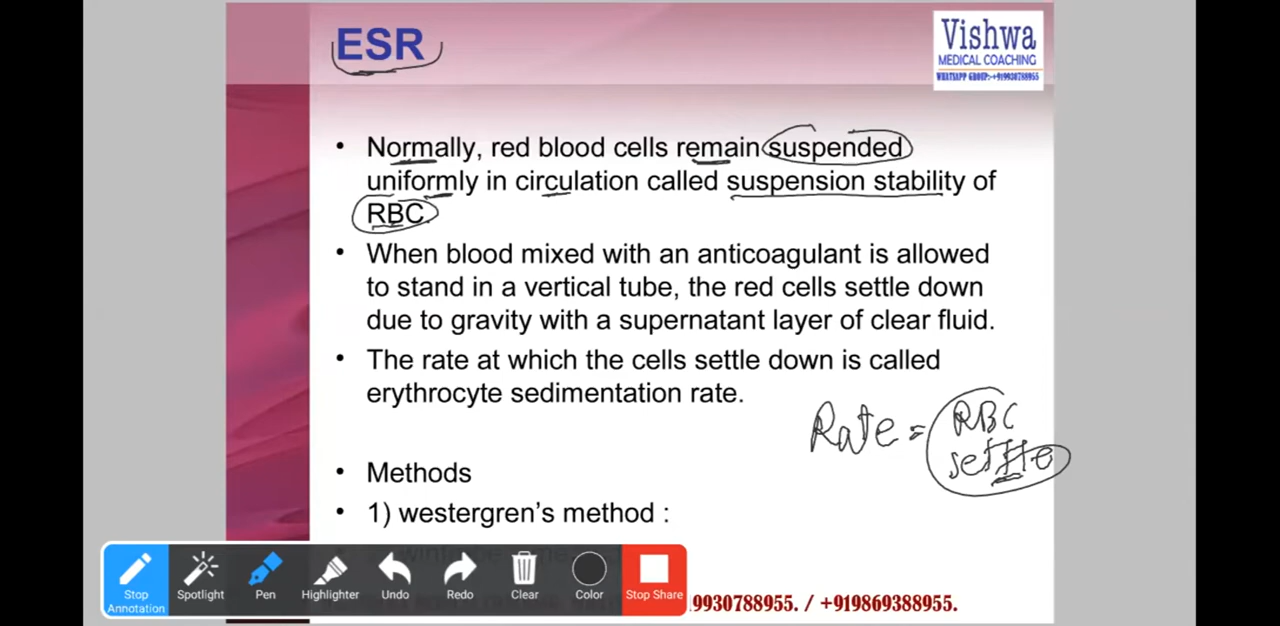 ESR
Vishwa
MEDICAL COACHING
WHATSAPP GROUP:-+919930788955
• Normally, red blood cells remain suspended
uniformly in circulation called suspension stability of
RBC
• When blood mixed with an anticoagulant is allowed
to stand in a vertical tube, the red cells settle down
due to gravity with a supernatant layer of clear fluid.
• The rate at which the cells settle down is called
erythrocyte sedimentation rate.
Rate = RBC
settle
• Methods
• 1) westergren's method :
Stop
Annotation
Spotlight
Pen
Highlighter
Undo
Redo
Clear
Color
Stop Share
9930788955. / +919869388955.